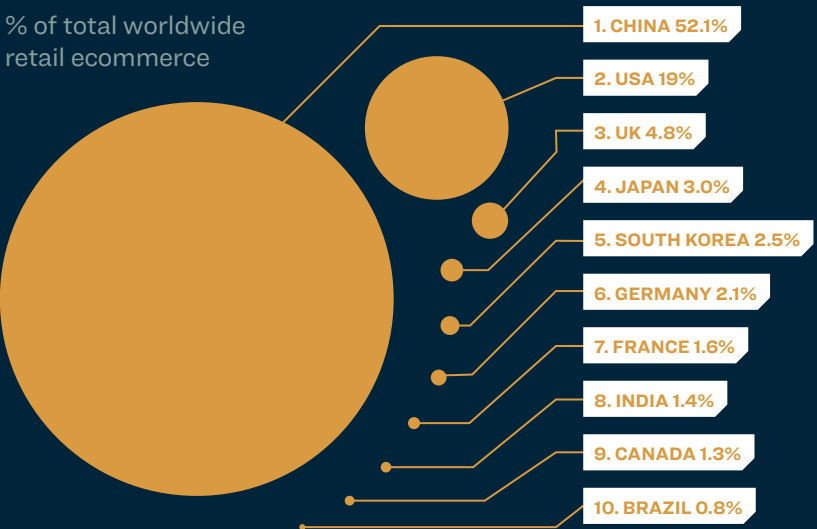 % of total worldwide
retail ecommerce
1. CHINA 52.1%
2. USA 19%
3. UK 4.8%
4. JAPAN 3.0%
5. SOUTH KOREA 2.5%
6. GERMANY 2.1%
7. FRANCE 1.6%
8. INDIA 1.4%
9. CANADA 1.3%
10. BRAZIL 0.8%